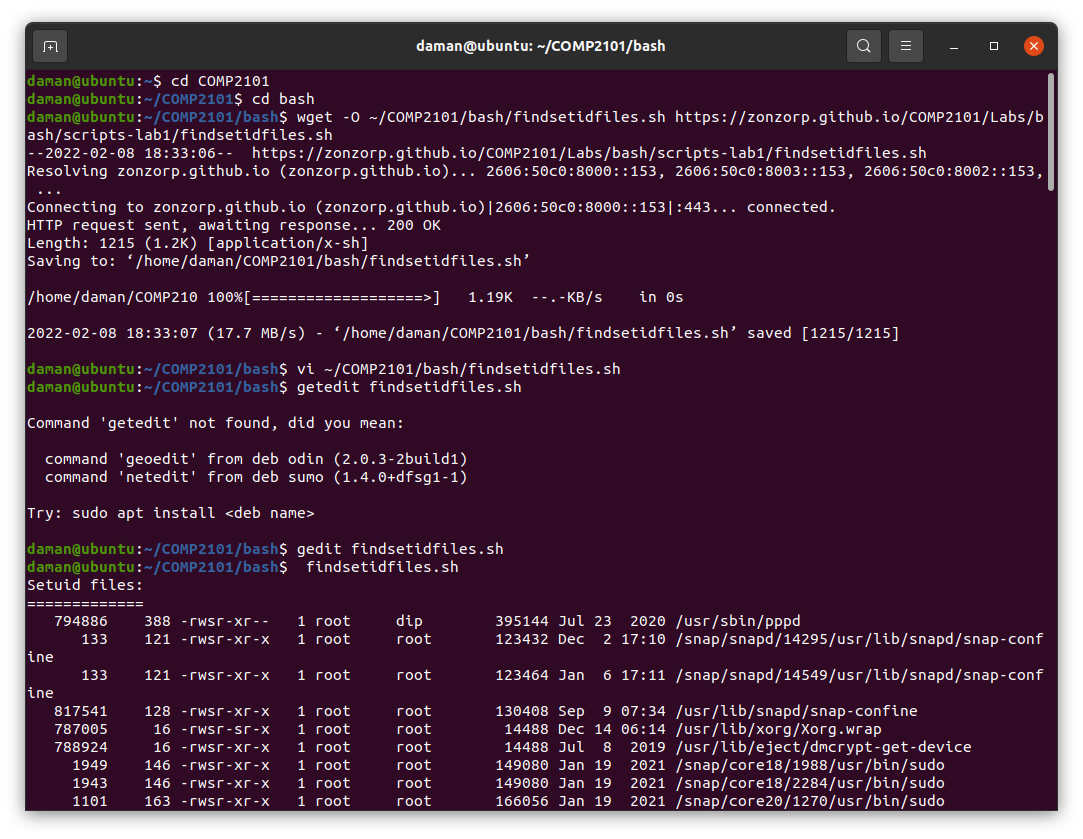 daman@ubuntu: ~/COMP2101/bash
daman@ubuntu:~$ cd COMP2101
daman@ubuntu:~/COMP2101$ cd bash
daman@ubuntu:~/COMP2101/bash$ wget -O ~/COMP2101/bash/findsetidfiles.sh https://zonzorp.github.io/COMP2101/Labs/b
ash/scripts-lab1/findsetidfiles.sh
--2022-02-08 18:33:06--  https://zonzorp.github.io/COMP2101/Labs/bash/scripts-lab1/findsetidfiles.sh
Resolving zonzorp.github.io (zonzorp.github.io)... 2606:50c0:8000::153, 2606:50c0:8003::153, 2606:50c0:8002::153,
 ...
Connecting to zonzorp.github.io (zonzorp.github.io)|2606:50c0:8000::153|:443... connected.
HTTP request sent, awaiting response... 200 OK
Length: 1215 (1.2K) [application/x-sh]
Saving to: ‘/home/daman/COMP2101/bash/findsetidfiles.sh’
/home/daman/COMP210 100%[===================>]   1.19K  --.-KB/s    in 0s
2022-02-08 18:33:07 (17.7 MB/s) - ‘/home/daman/COMP2101/bash/findsetidfiles.sh’ saved [1215/1215]
daman@ubuntu:~/COMP2101/bash$ vi ~/COMP2101/bash/findsetidfiles.sh
daman@ubuntu:~/COMP2101/bash$ getedit findsetidfiles.sh
Command 'getedit' not found, did you mean:
  command 'geoedit' from deb odin (2.0.3-2build1)
  command 'netedit' from deb sumo (1.4.0+dfsg1-1)
Try: sudo apt install <deb name>
daman@ubuntu:~/COMP2101/bash$ gedit findsetidfiles.sh
daman@ubuntu:~/COMP2101/bash$  findsetidfiles.sh
Setuid files:
=============
   794886    388 -rwsr-xr--   1 root     dip        395144 Jul 23  2020 /usr/sbin/pppd
      133    121 -rwsr-xr-x   1 root     root       123432 Dec  2 17:10 /snap/snapd/14295/usr/lib/snapd/snap-conf
ine
      133    121 -rwsr-xr-x   1 root     root       123464 Jan  6 17:11 /snap/snapd/14549/usr/lib/snapd/snap-conf
ine
   817541    128 -rwsr-xr-x   1 root     root       130408 Sep  9 07:34 /usr/lib/snapd/snap-confine
   787005     16 -rwsr-sr-x   1 root     root        14488 Dec 14 06:14 /usr/lib/xorg/Xorg.wrap
   788924     16 -rwsr-xr-x   1 root     root        14488 Jul  8  2019 /usr/lib/eject/dmcrypt-get-device
     1949    146 -rwsr-xr-x   1 root     root       149080 Jan 19  2021 /snap/core18/1988/usr/bin/sudo
     1943    146 -rwsr-xr-x   1 root     root       149080 Jan 19  2021 /snap/core18/2284/usr/bin/sudo
     1101    163 -rwsr-xr-x   1 root     root       166056 Jan 19  2021 /snap/core20/1270/usr/bin/sudo